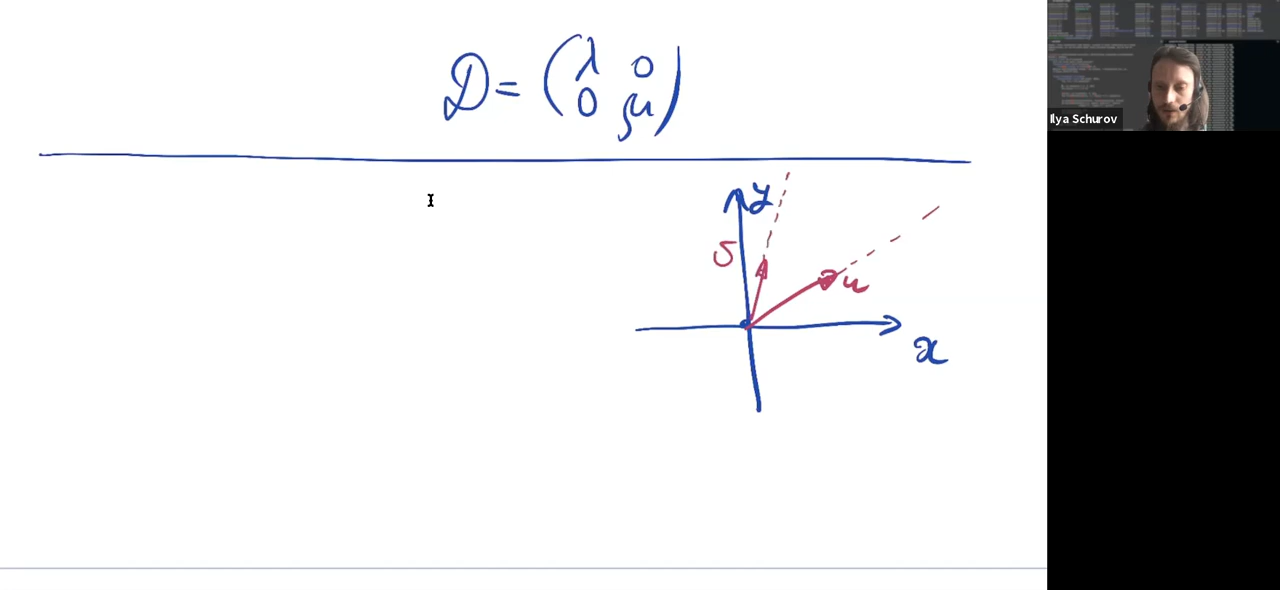 D = (λ 0
0 μ)
y
υ
u
x
Ilya Schurov